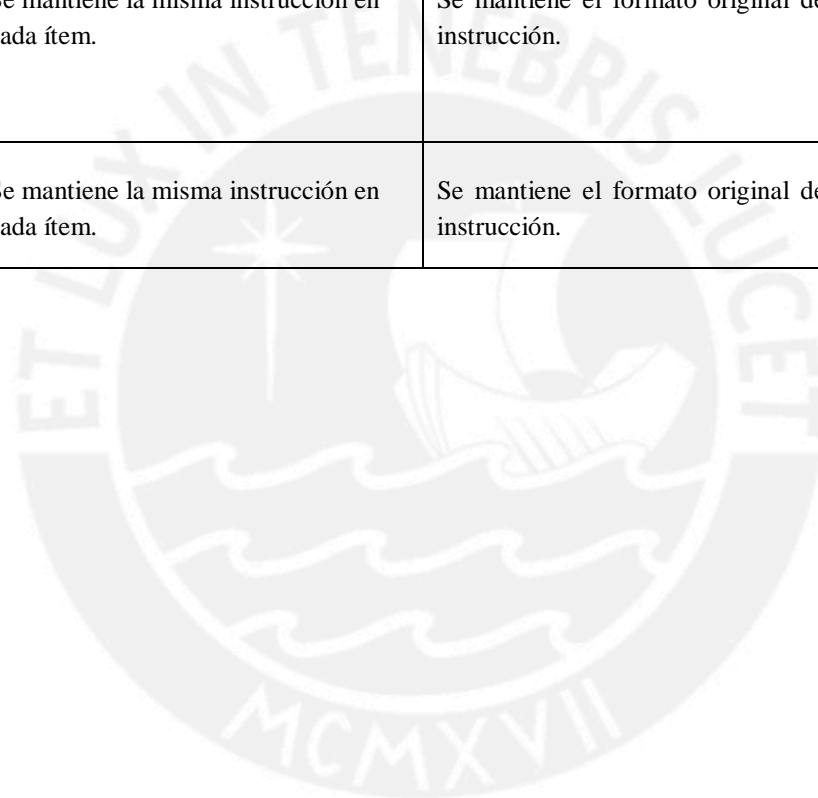 e mantiene la misma instrucción en
ada ítem.
Se mantiene el formato original de
instrucción.
Se mantiene la misma instrucción en
ada ítem.
Se mantiene el formato original de
instrucción.
ET LUX IN TENEBRIS LUCET
MCMXVII